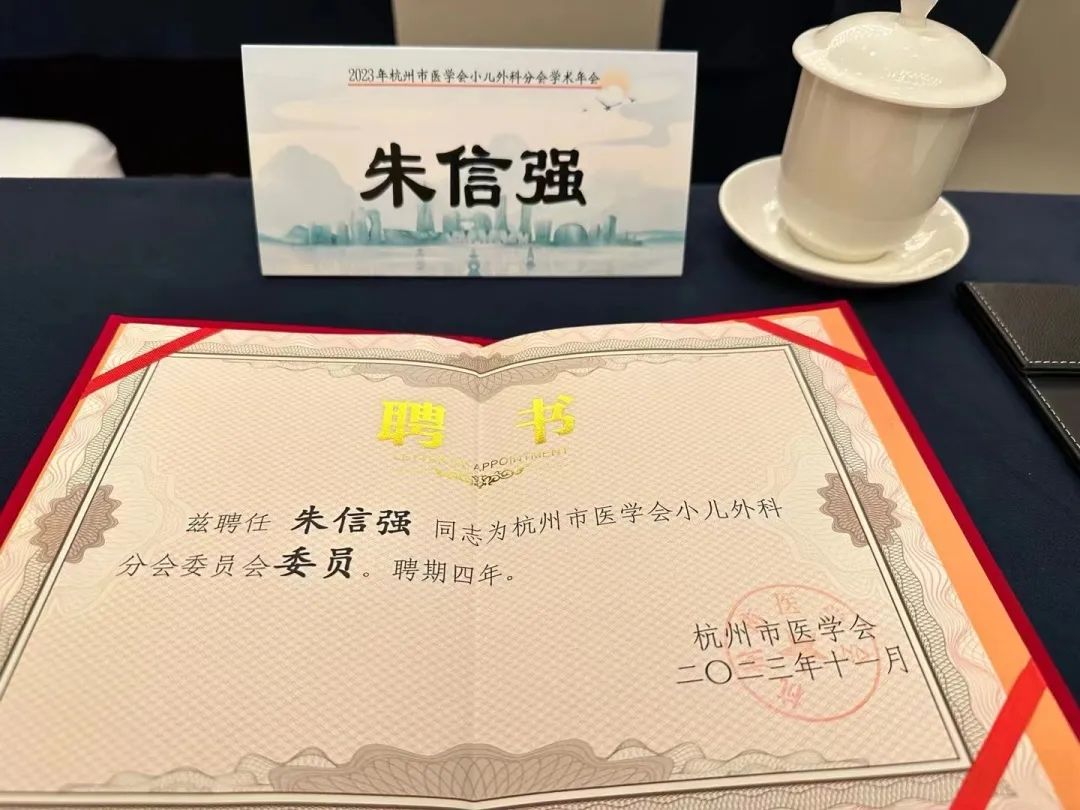 2023年杭州市医学会小儿外科分会学术年会
朱信强
聘书
LETTER OF APPOINTMENT
兹聘任 朱信强 同志为杭州市医学会小儿外科
分会委员会委员。聘期四年。
杭州市医学会
二〇二三年十一月